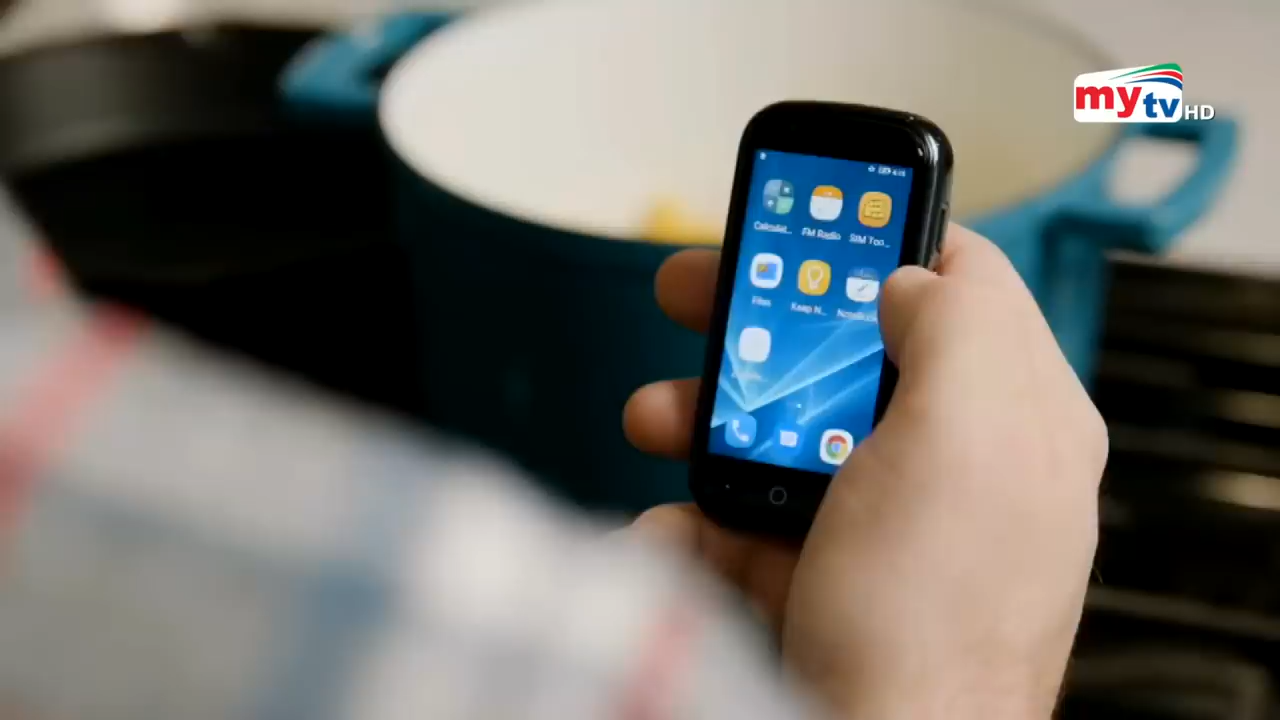 mytv HD
Calculat...
FM Radio
SIM Too...
Files
Keep N...